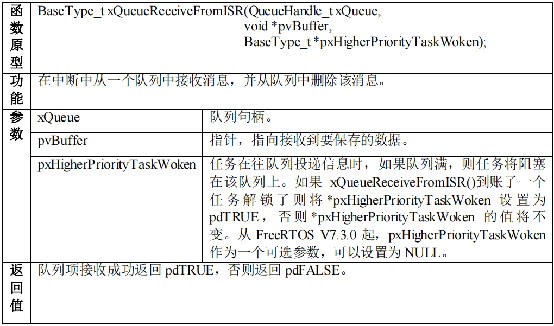 函数原型
BaseType_t xQueueReceiveFromISR(QueueHandle_t xQueue,
void *pvBuffer,
BaseType_t *pxHigherPriorityTaskWoken);
功能
在中断中从一个队列中接收消息，并从队列中删除该消息。
参数
xQueue
队列句柄。
pvBuffer
指针，指向接收到要保存的数据。
pxHigherPriorityTaskWoken
任务在往队列投递信息时，如果队列满，则任务将阻塞
在该队列上。如果 xQueueReceiveFromISR()到账了一个
任务解锁了则将*pxHigherPriorityTaskWoken 设置为
pdTRUE，否则*pxHigherPriorityTaskWoken 的值将不
变。从 FreeRTOS V7.3.0 起，pxHigherPriorityTaskWoken
作为一个可选参数，可以设置为 NULL。
返回值
队列项接收成功返回 pdTRUE，否则返回 pdFALSE。